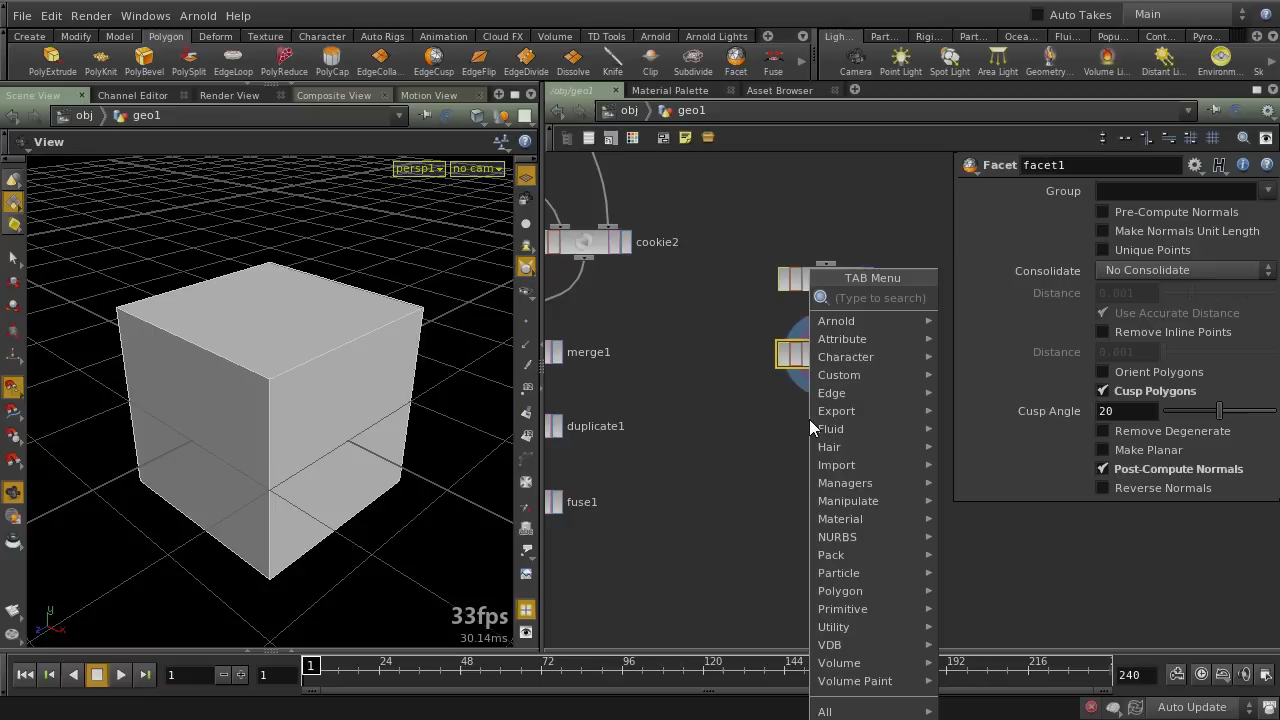 File Edit Render Windows Arnold Help
Auto Takes Main
Create Modify Model Polygon Deform Texture Character Auto Rigs Animation Cloud FX Volume TD Tools Arnold Arnold Lights
Ligh... Part... Rigi... Part... Ocea... Flui... Popu... Cont... Pyro...
PolyExtrude PolyKnit PolyBevel PolySplit EdgeLoop PolyReduce PolyCap EdgeColla... EdgeCusp EdgeFlip EdgeDivide Dissolve Knife Clip Subdivide Facet Fuse
Camera Point Light Spot Light Area Light Geometry... Volume Li... Distant Li... Environm... Sk
Scene View Channel Editor Render View Composite View Motion View
/obj/geo1 Material Palette Asset Browser
obj geo1
obj geo1
View
persp1 no cam
33fps
30.14ms
cookie2
merge1
duplicate1
fuse1
TAB Menu
(Type to search)
Arnold
Attribute
Character
Custom
Edge
Export
Fluid
Hair
Import
Managers
Manipulate
Material
NURBS
Pack
Particle
Polygon
Primitive
Utility
VDB
Volume
Volume Paint
All
Facet facet1
Group
Pre-Compute Normals
Make Normals Unit Length
Unique Points
Consolidate No Consolidate
Distance 0.001
Use Accurate Distance
Remove Inline Points
Distance 0.001
Orient Polygons
Cusp Polygons
Cusp Angle 20
Remove Degenerate
Make Planar
Post-Compute Normals
Reverse Normals
1 1
1 24 48 72 96 120 144 192 216
240
Auto Update